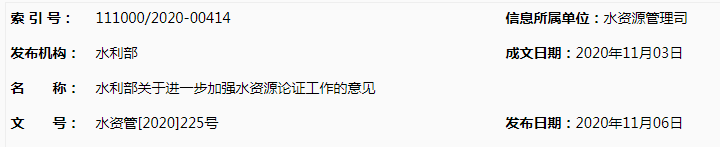 索 引 号： 111000/2020-00414 信息所属单位：水资源管理司
发布机构： 水利部 成文日期：2020年11月03日
名 称： 水利部关于进一步加强水资源论证工作的意见
文 号： 水资管[2020]225号 发布日期：2020年11月06日